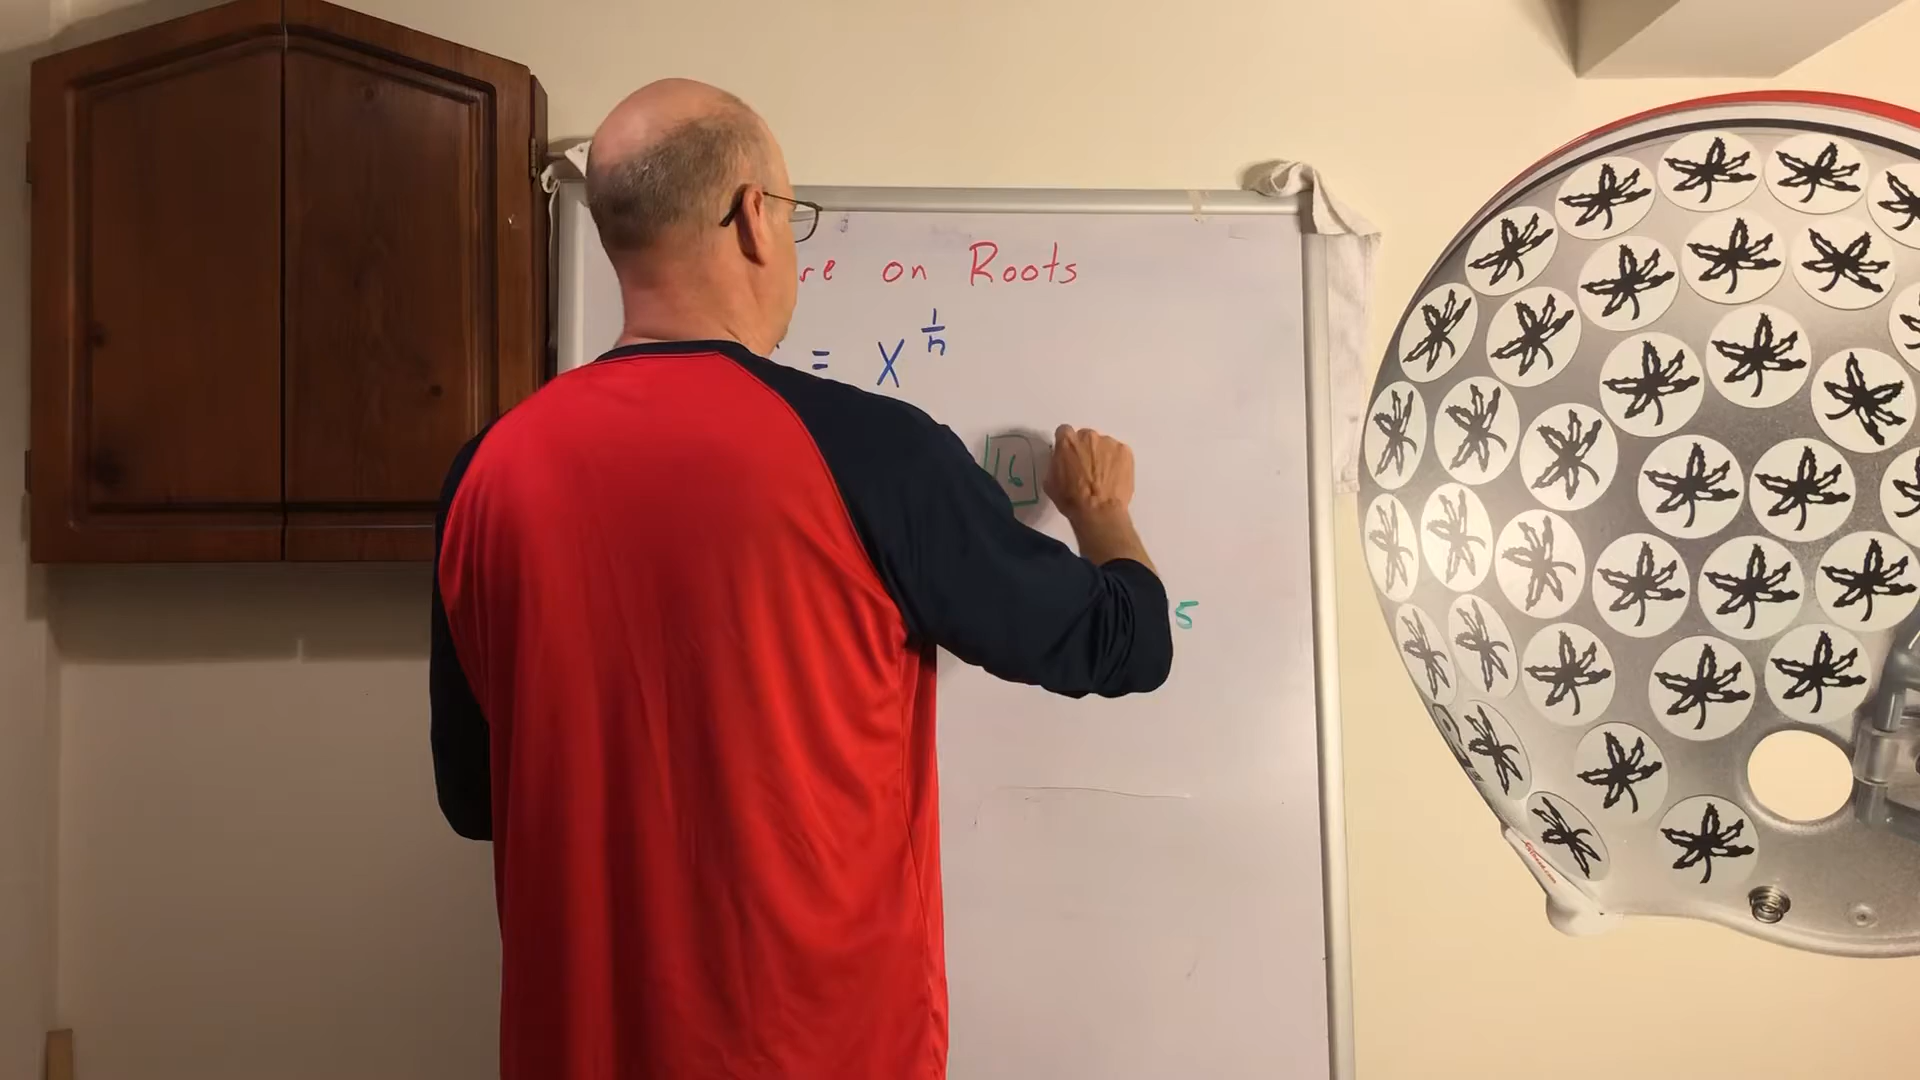 re on Roots
= x^{1/n}
16
5